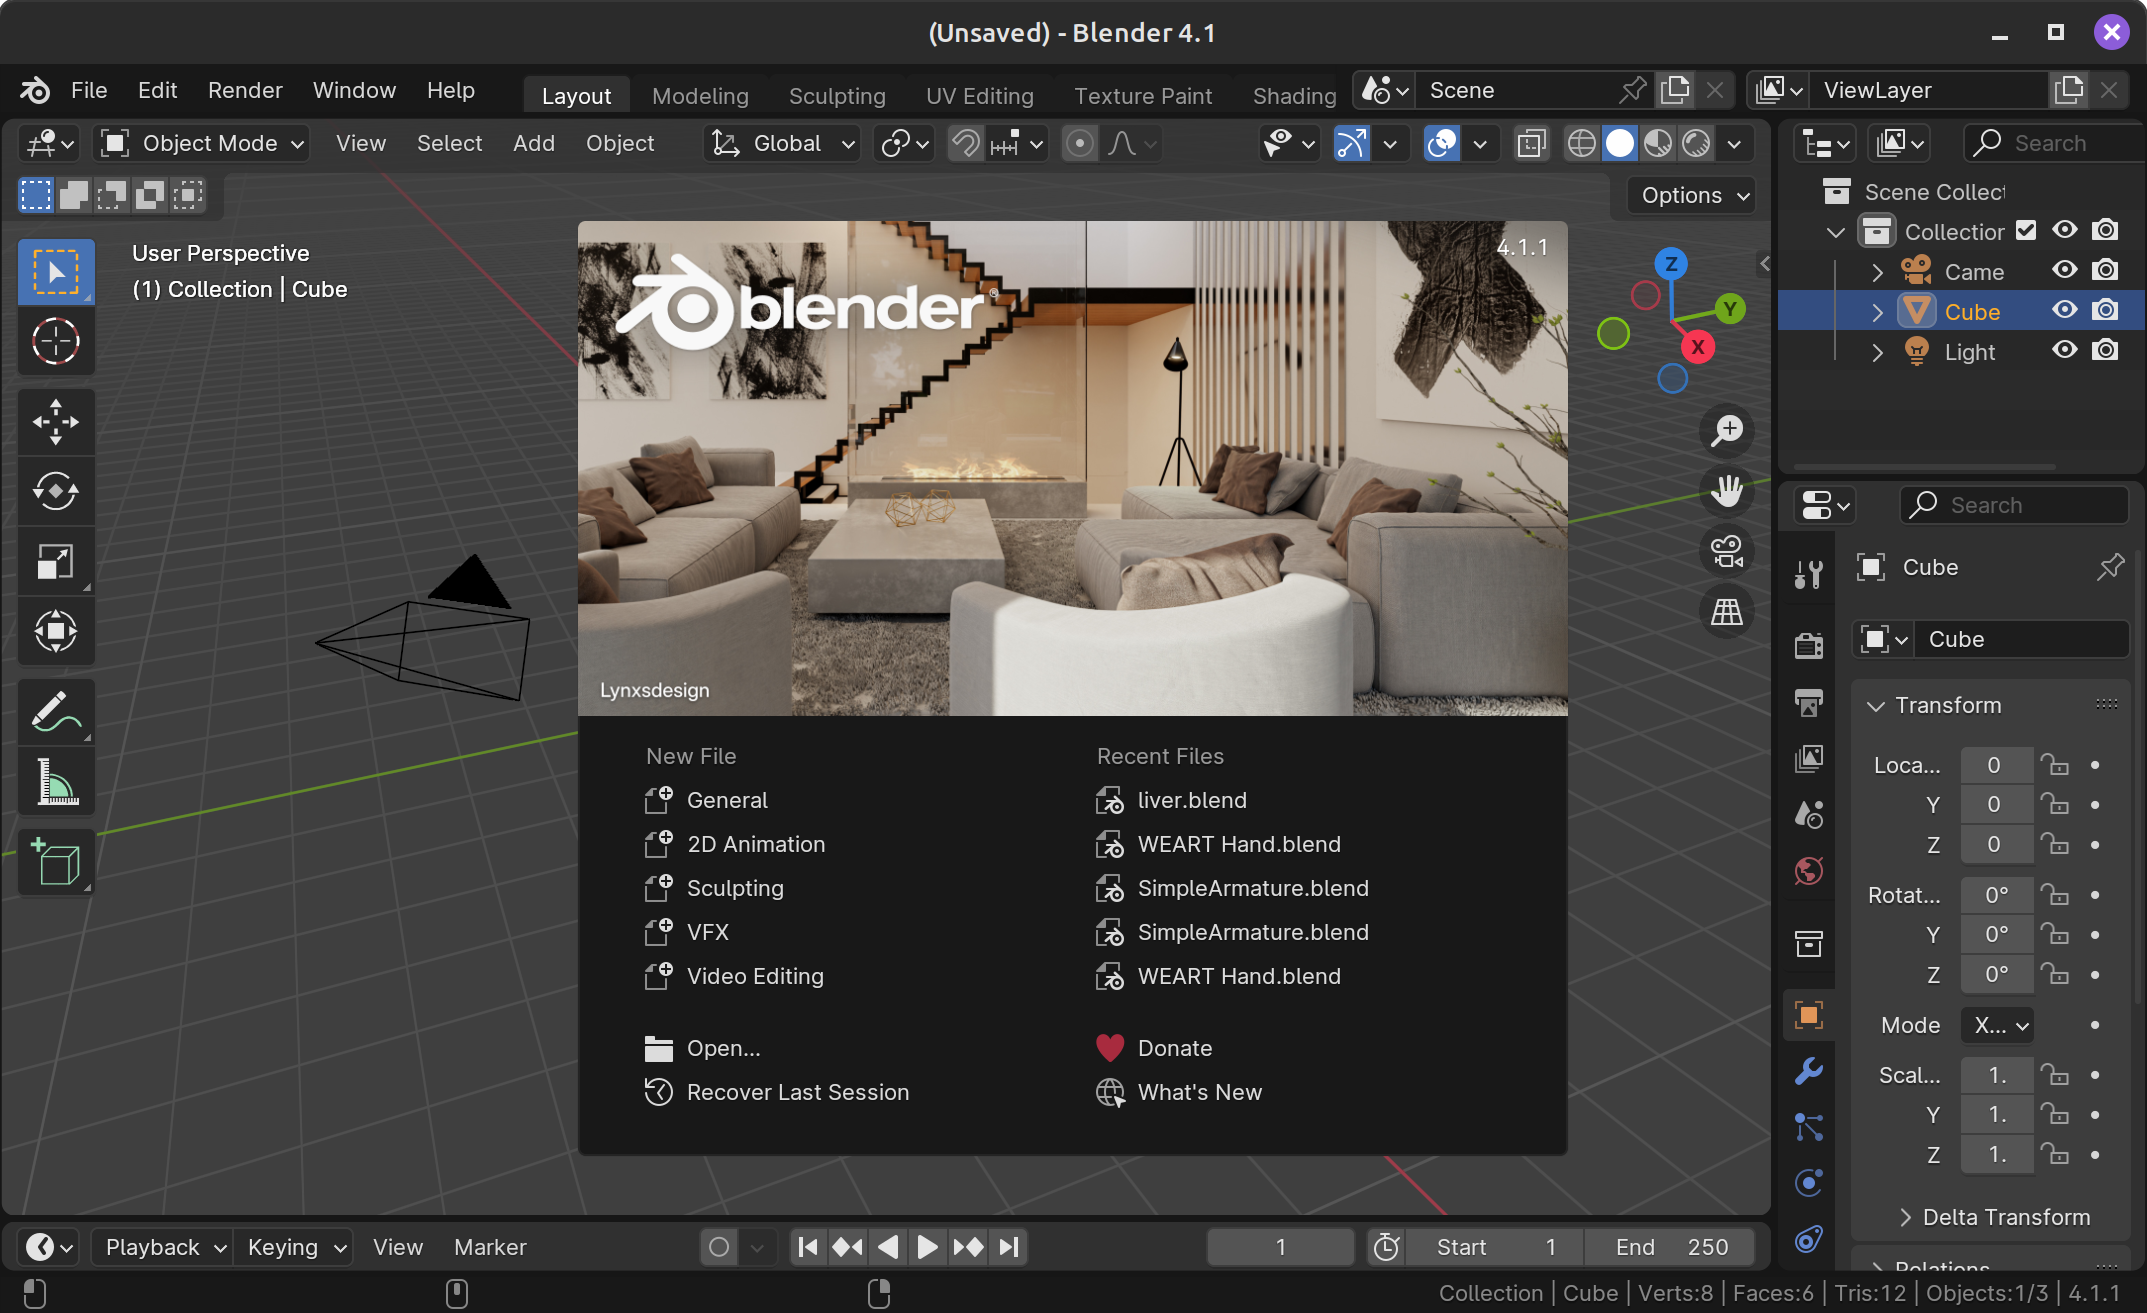 (Unsaved) - Blender 4.1
File Edit Render Window Help Layout Modeling Sculpting UV Editing Texture Paint Shading Scene ViewLayer
Object Mode View Select Add Object Global Search
Options
User Perspective
(1) Collection | Cube
Scene Collec
Collection
Came
Cube
Light
Z
Y
X
4.1.1
blender®
Lynxsdesign
New File
General
2D Animation
Sculpting
VFX
Video Editing
Open...
Recover Last Session
Recent Files
liver.blend
WEART Hand.blend
SimpleArmature.blend
SimpleArmature.blend
WEART Hand.blend
Donate
What's New
Search
Cube
Cube
Transform
Loca... 0
Y 0
Z 0
Rotat... 0°
Y 0°
Z 0°
Mode X...
Scal... 1.
Y 1.
Z 1.
Delta Transform
Relations
Playback Keying View Marker 1 Start 1 End 250
Collection | Cube | Verts:8 | Faces:6 | Tris:12 | Objects:1/3 | 4.1.1